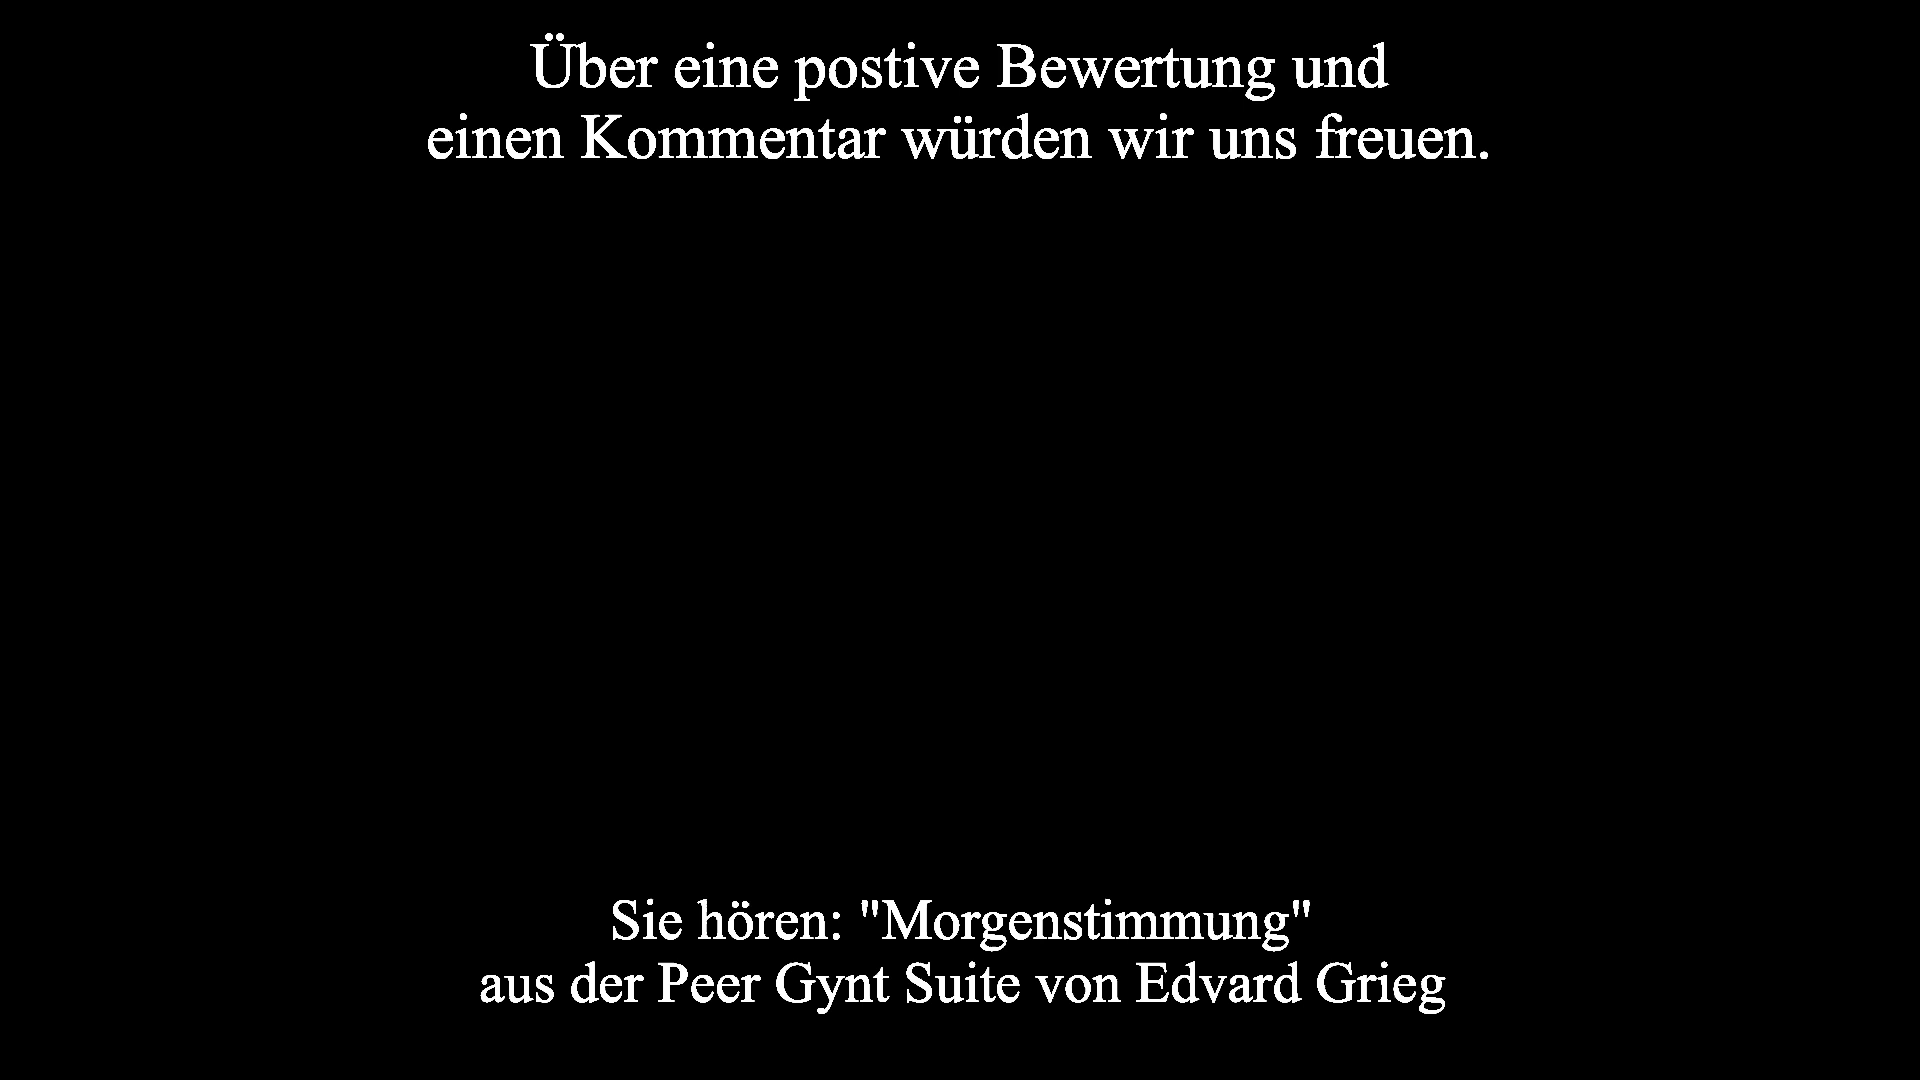 Über eine postive Bewertung und
einen Kommentar würden wir uns freuen.
Sie hören: "Morgenstimmung"
aus der Peer Gynt Suite von Edvard Grieg